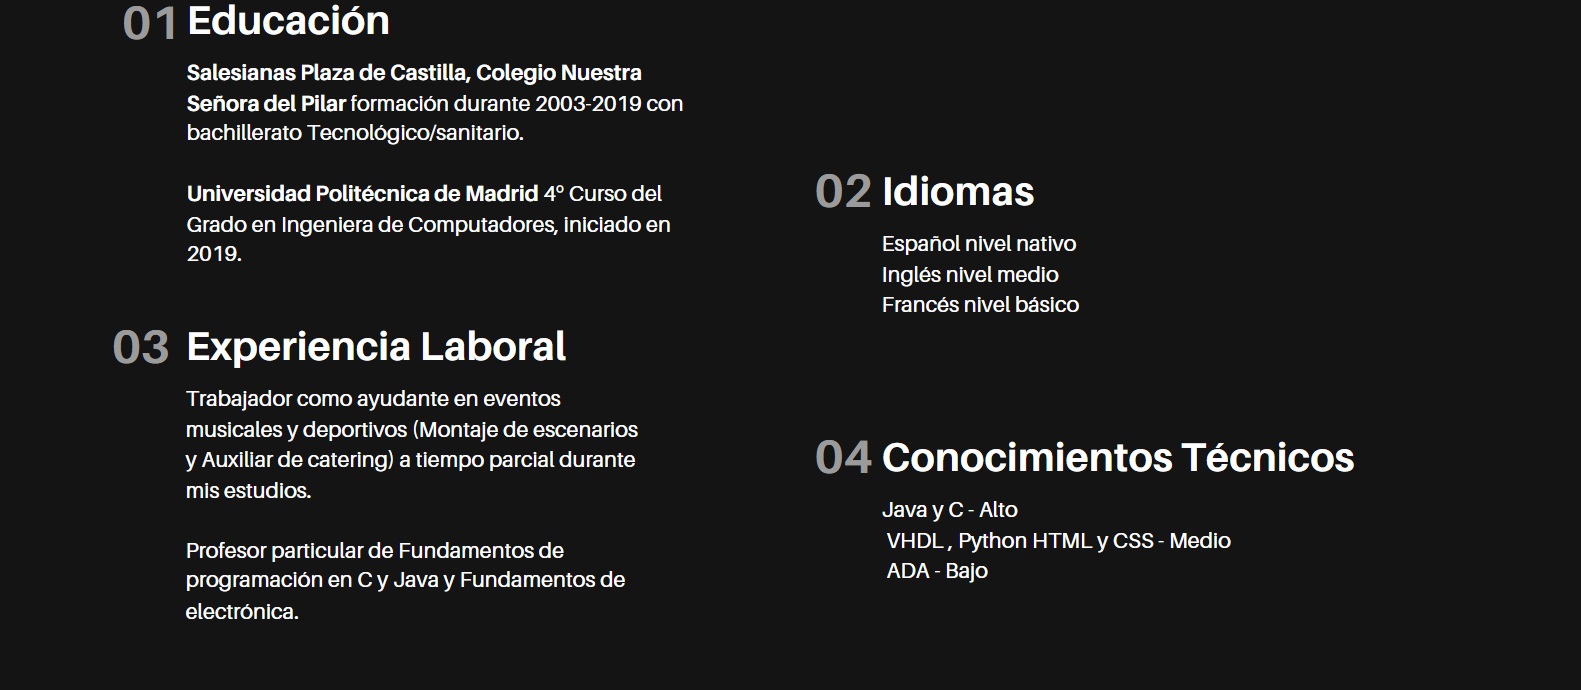 01 Educación
Salesianas Plaza de Castilla, Colegio Nuestra
Señora del Pilar formación durante 2003-2019 con
bachillerato Tecnológico/sanitario.
Universidad Politécnica de Madrid 4º Curso del
Grado en Ingeniera de Computadores, iniciado en
2019.
02 Idiomas
Español nivel nativo
Inglés nivel medio
Francés nivel básico
03 Experiencia Laboral
Trabajador como ayudante en eventos
musicales y deportivos (Montaje de escenarios
y Auxiliar de catering) a tiempo parcial durante
mis estudios.
Profesor particular de Fundamentos de
programación en C y Java y Fundamentos de
electrónica.
04 Conocimientos Técnicos
Java y C - Alto
VHDL , Python HTML y CSS - Medio
ADA - Bajo